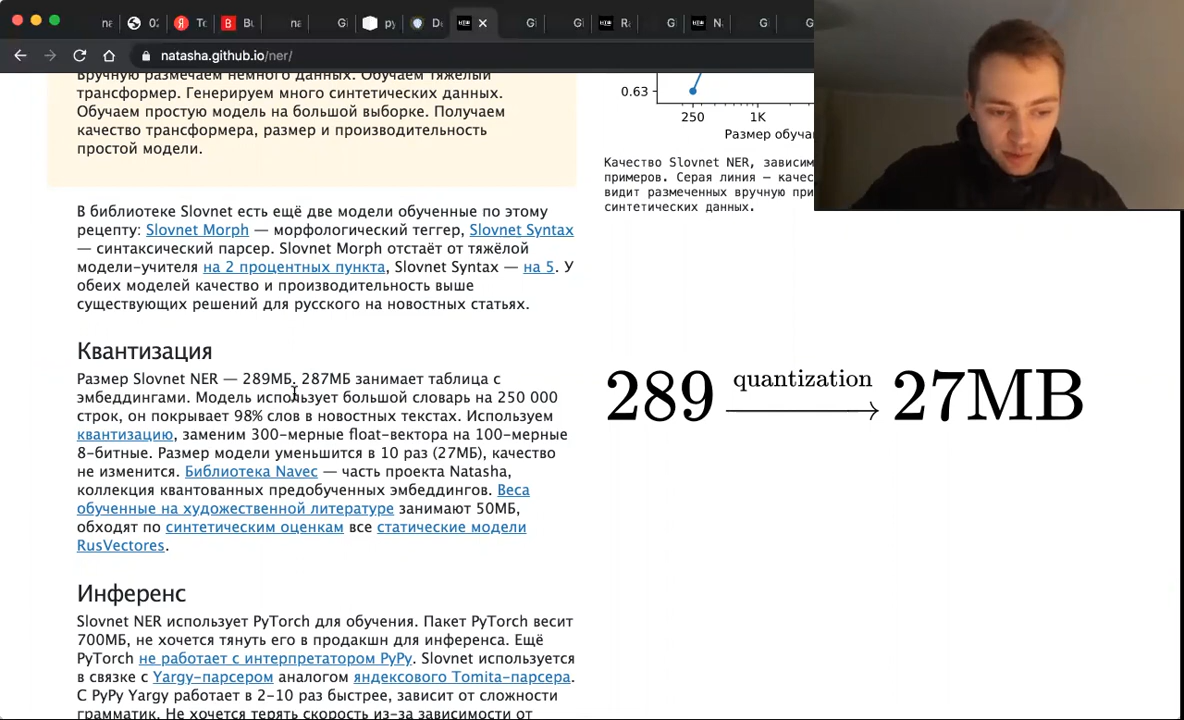 natasha.github.io/ner/
вручную размечаем немного данных. Обучаем тяжёлый
трансформер. Генерируем много синтетических данных.
Обучаем простую модель на большой выборке. Получаем
качество трансформера, размер и производительность
простой модели.
В библиотеке Slovnet есть ещё две модели обученные по этому
рецепту: Slovnet Morph — морфологический теггер, Slovnet Syntax
— синтаксический парсер. Slovnet Morph отстаёт от тяжёлой
модели-учителя на 2 процентных пункта, Slovnet Syntax — на 5. У
обеих моделей качество и производительность выше
существующих решений для русского на новостных статьях.
Квантизация
Размер Slovnet NER — 289МБ. 287МБ занимает таблица с
эмбеддингами. Модель использует большой словарь на 250 000
строк, он покрывает 98% слов в новостных текстах. Используем
квантизацию, заменим 300-мерные float-вектора на 100-мерные
8-битные. Размер модели уменьшится в 10 раз (27МБ), качество
не изменится. Библиотека Navec — часть проекта Natasha,
коллекция квантованных предобученных эмбеддингов. Веса
обученные на художественной литературе занимают 50МБ,
обходят по синтетическим оценкам все статические модели
RusVectores.
Инференс
Slovnet NER использует PyTorch для обучения. Пакет PyTorch весит
700МБ, не хочется тянуть его в продакшн для инференса. Ещё
PyTorch не работает с интерпретатором PyPy. Slovnet используется
в связке с Yargy-парсером аналогом яндексового Tomita-парсера.
С PyPy Yargy работает в 2-10 раз быстрее, зависит от сложности
грамматик. Не хочется терять скорость из-за зависимости от
0.63
250 1K
Размер обуча
Качество Slovnet NER, зависим
примеров. Серая линия — качес
видит размеченных вручную при
синтетических данных.
quantization
289 → 27MB